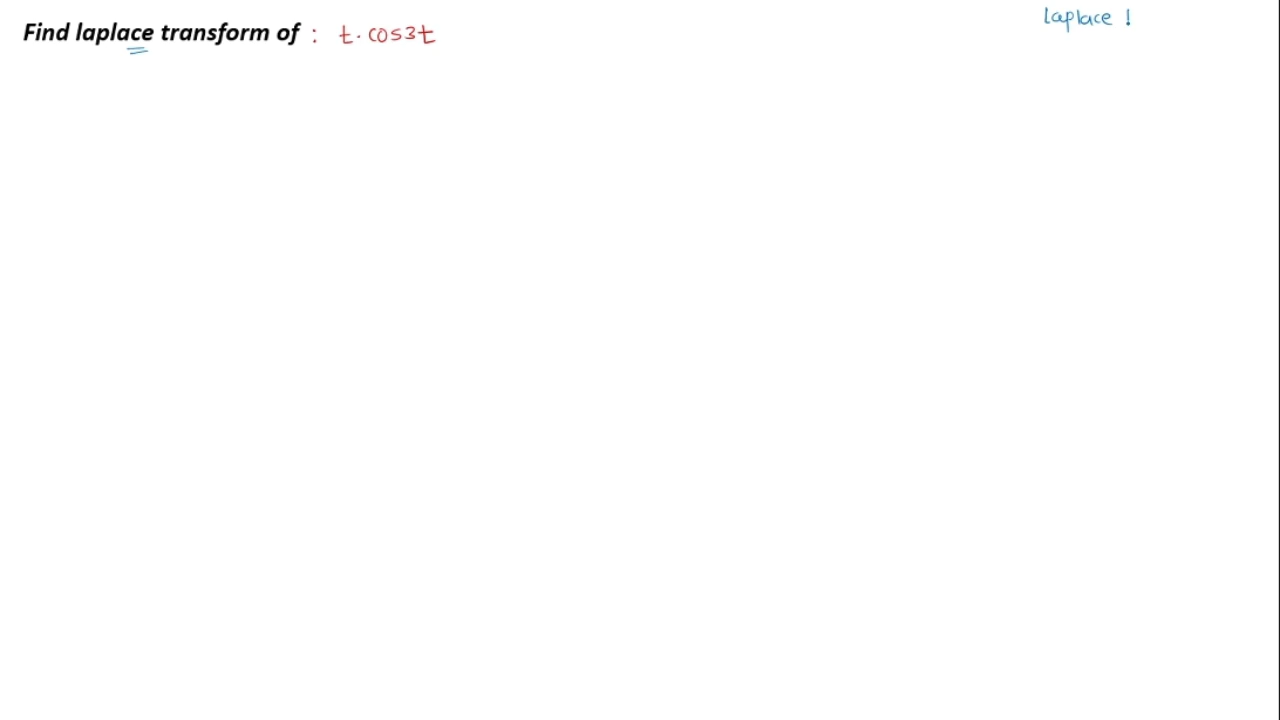 Find laplace transform of : t. cos3t
laplace !